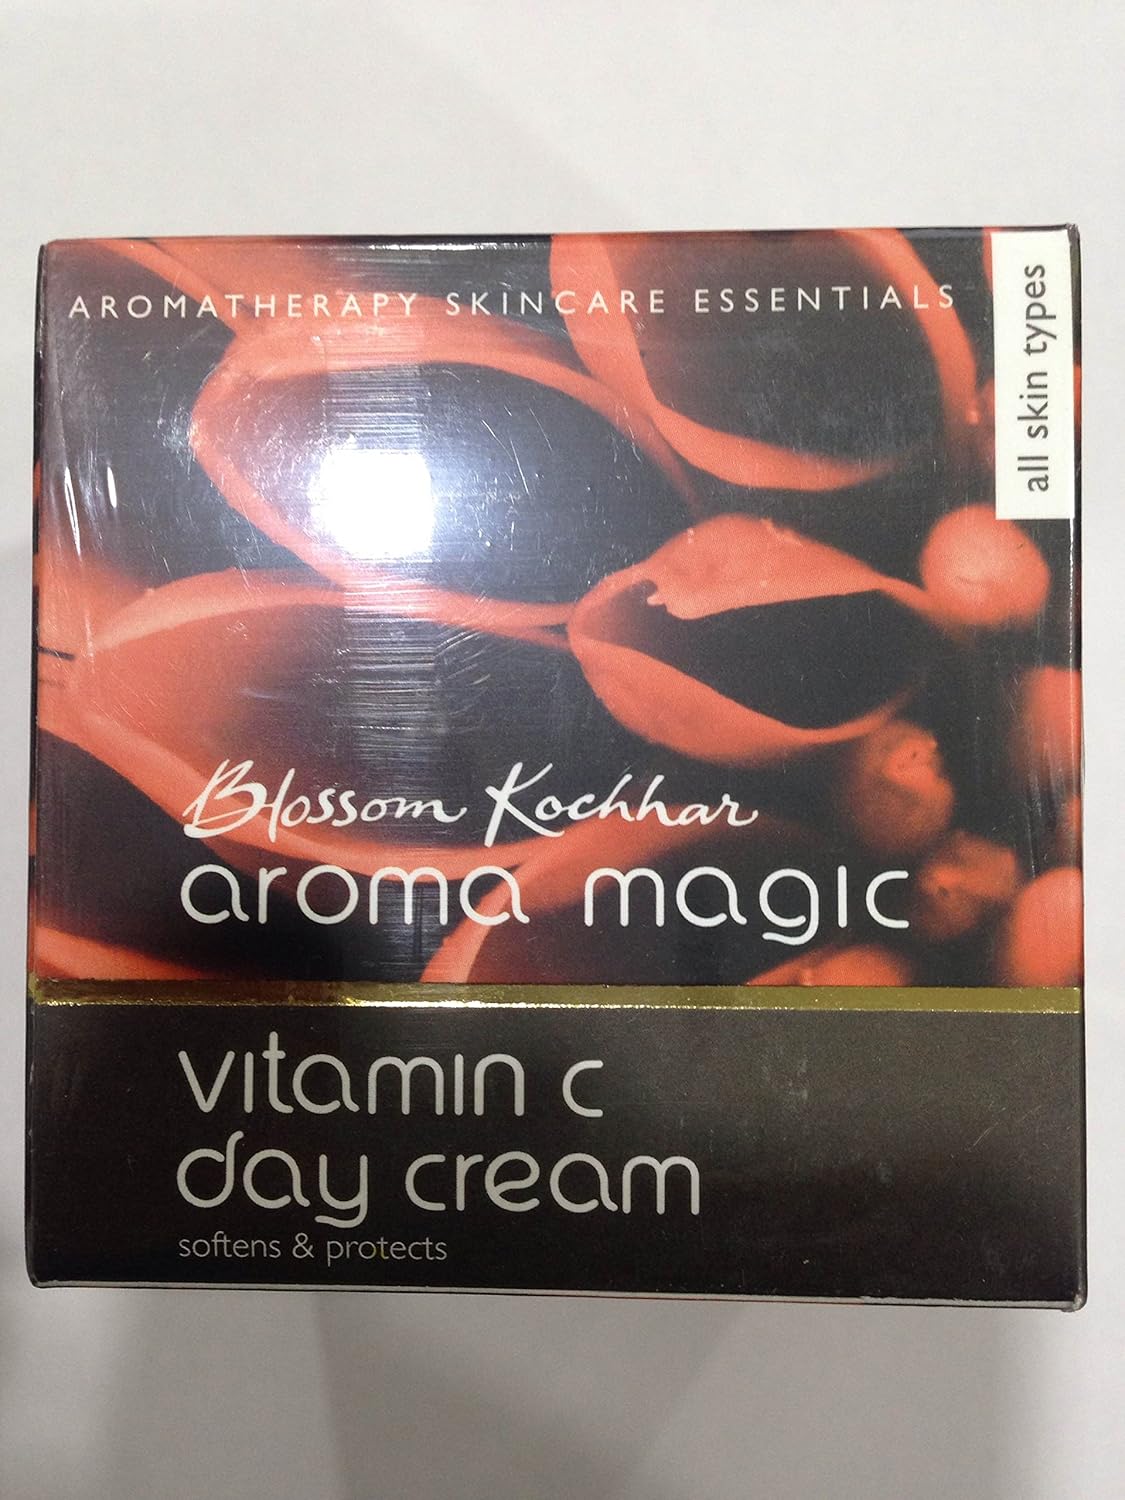 AROMATHERAPY SKINCARE ESSENTIALS
all skin types
Blossom Kochhar
aroma magic
vitamin c
day cream
softens & protects